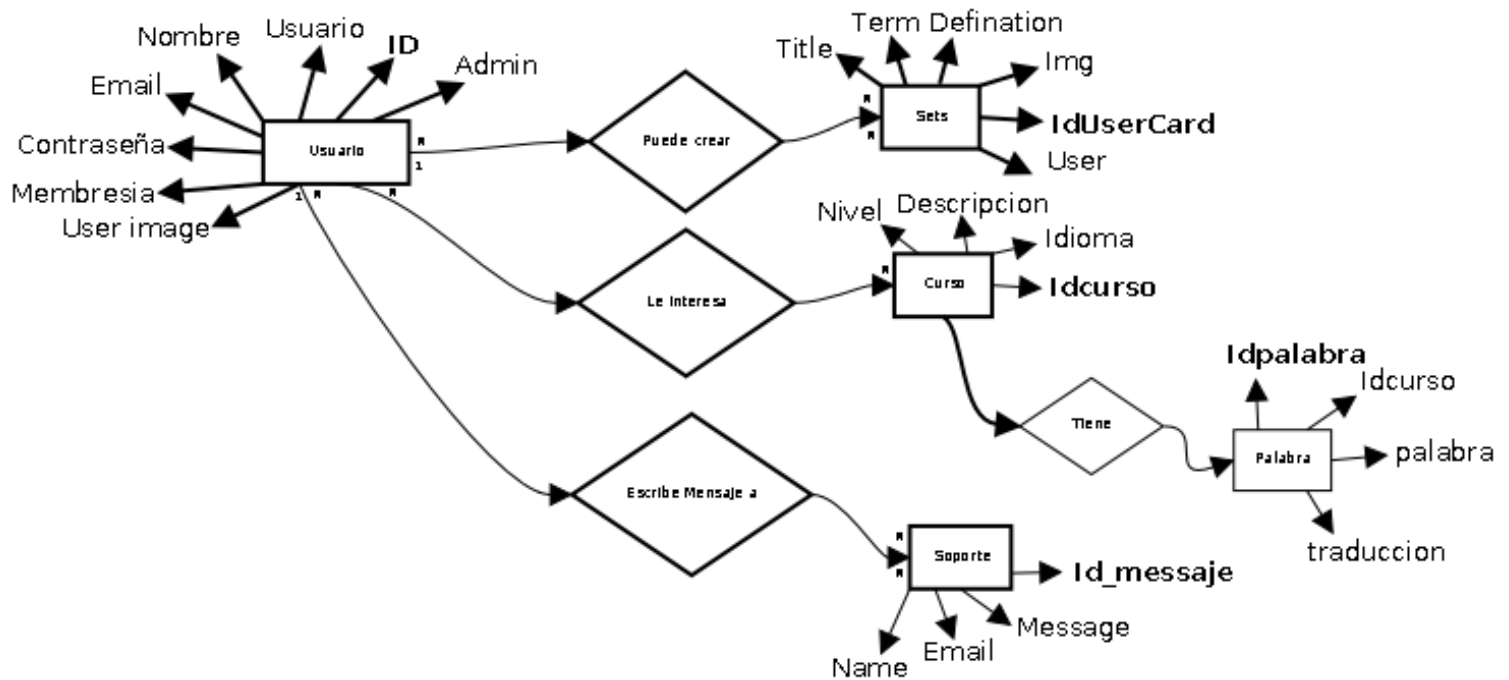 Nombre
Usuario
ID
Admin
Email
Contraseña
Membresia
User image
Usuario
N
1
1
N
N
Puede crear
Title
Term Defination
Img
IdUserCard
User
N
N
Sets
Le interesa
Nivel
Descripcion
Idioma
Idcurso
N
Curso
Tiene
Idpalabra
Idcurso
palabra
traduccion
Palabra
Escribe Mensaje a
N
N
Soporte
Id_messaje
Message
Email
Name